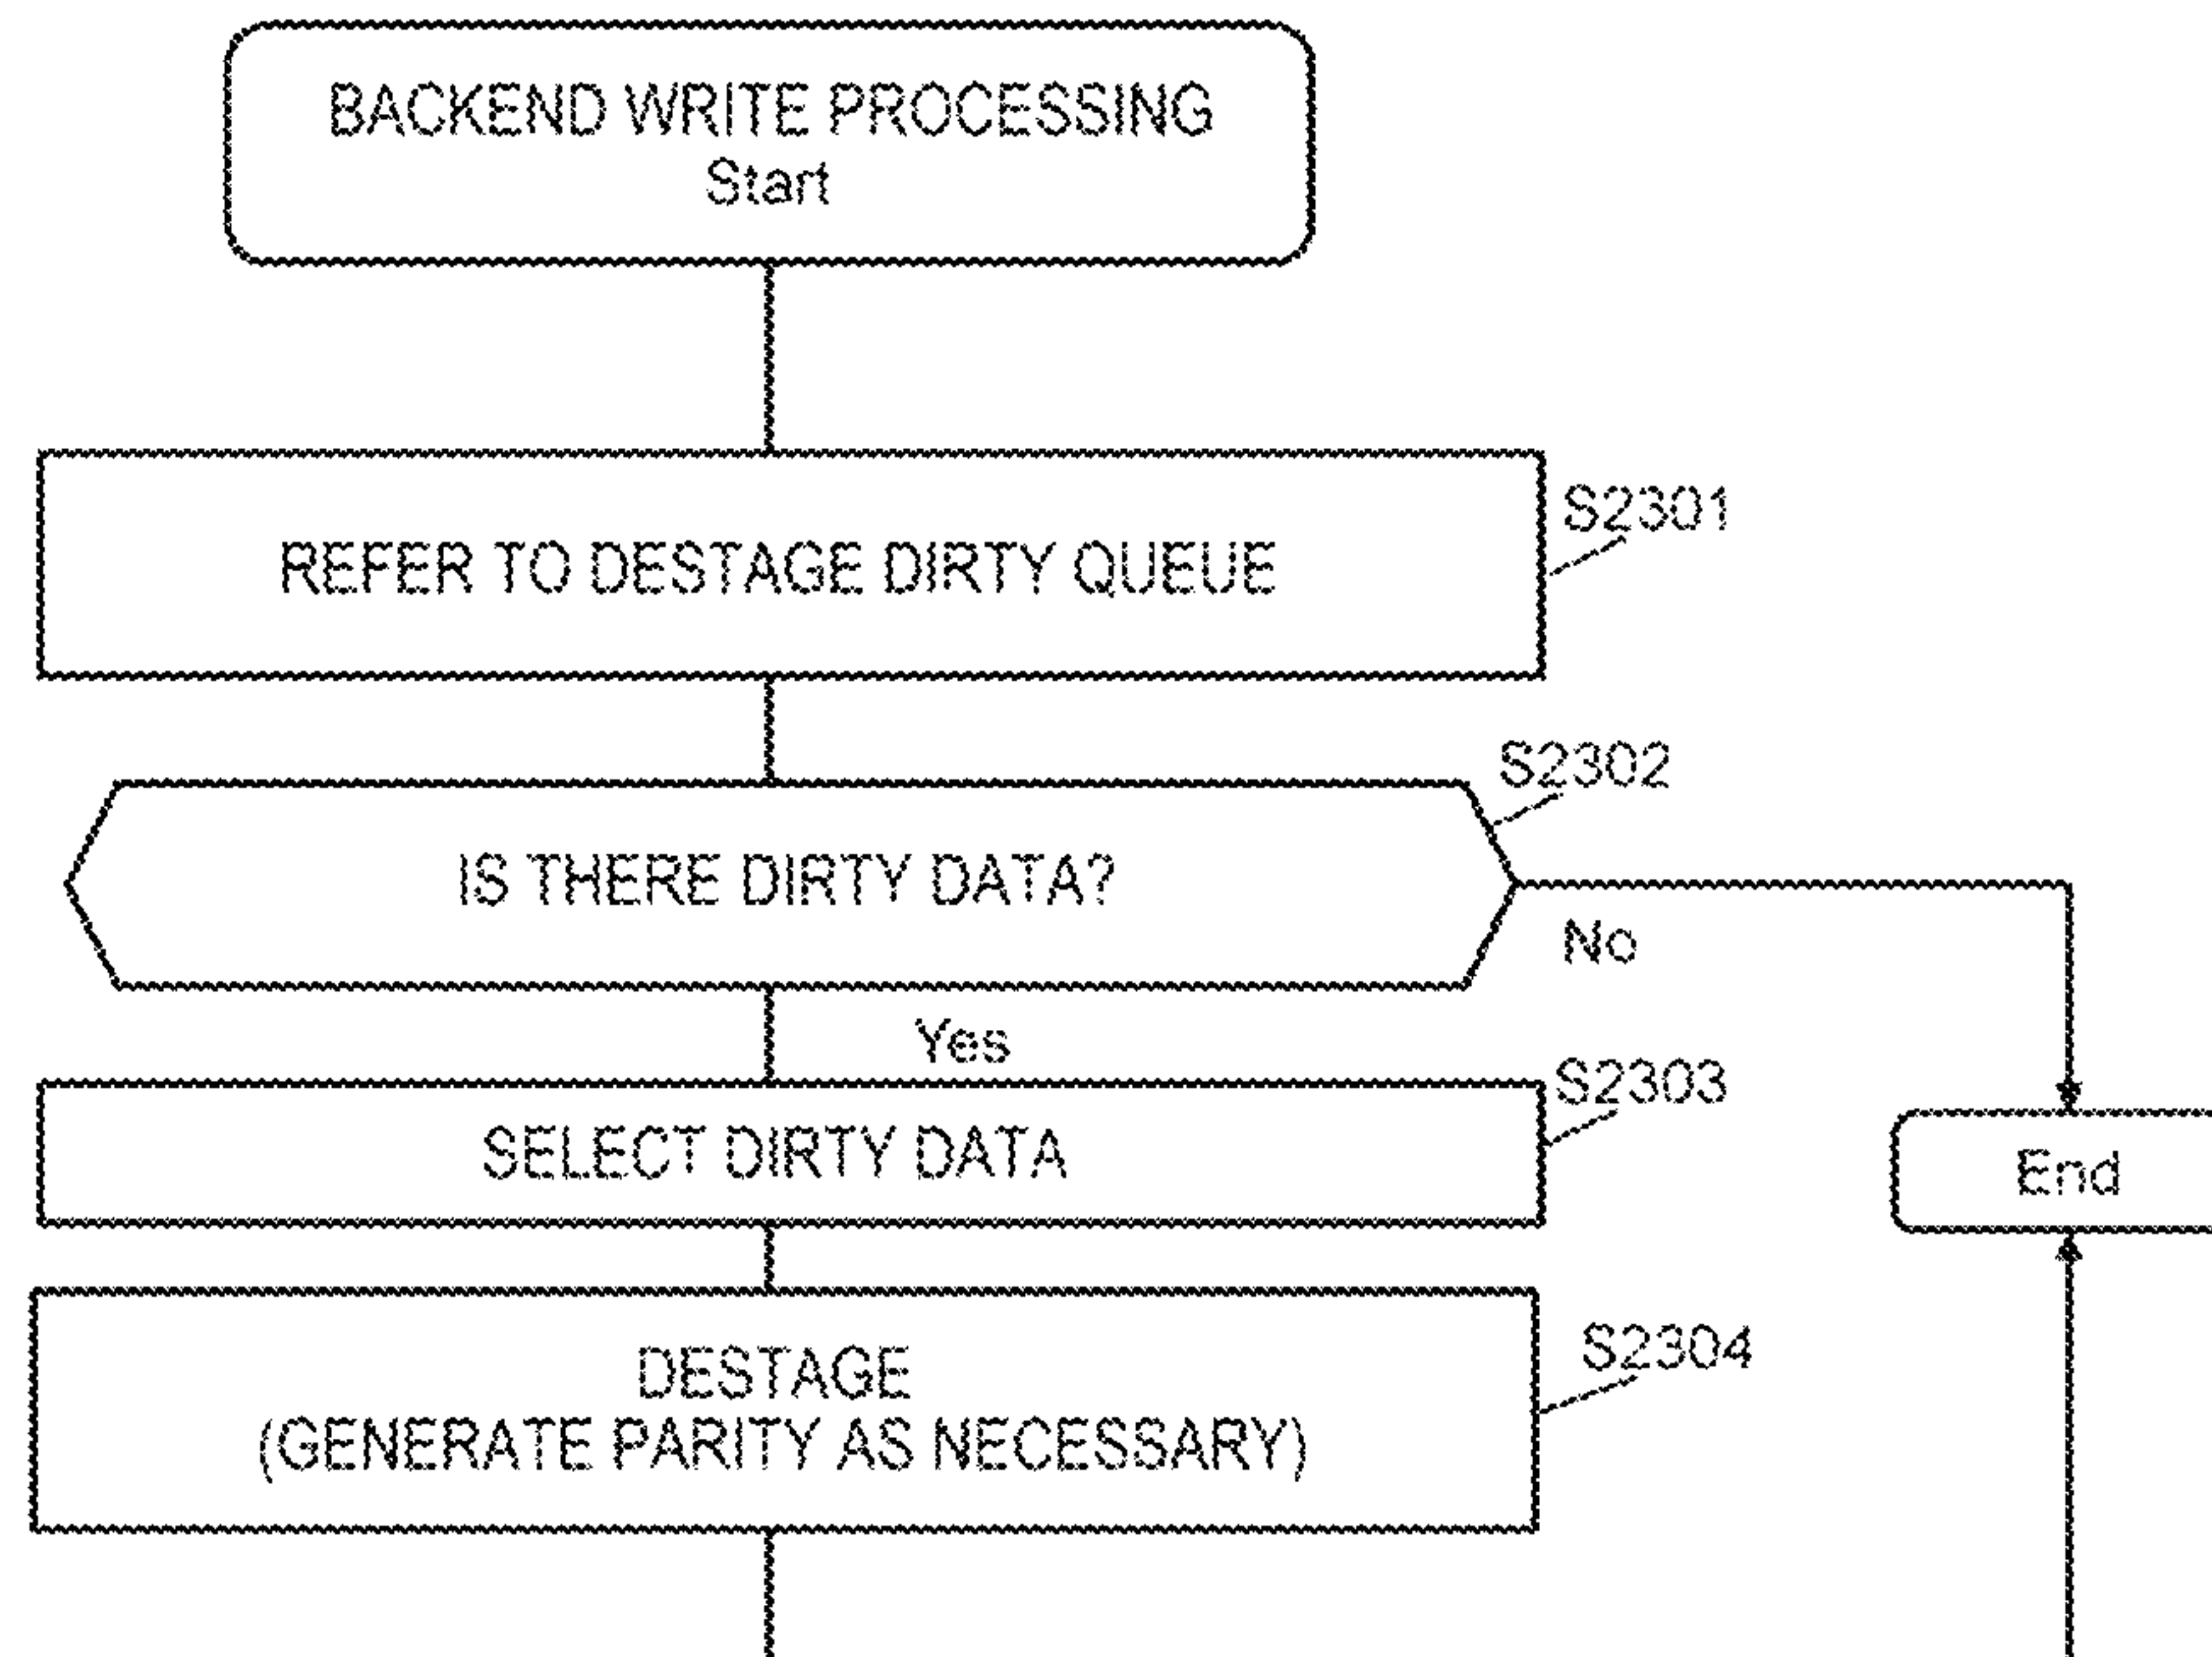 BACKEND WRITE PROCESSING
Start
S2301
REFER TO DESTAGE DIRTY QUEUE
S2302
IS THERE DIRTY DATA?
No
Yes
S2303
SELECT DIRTY DATA
End
S2304
DESTAGE
(GENERATE PARITY AS NECESSARY)